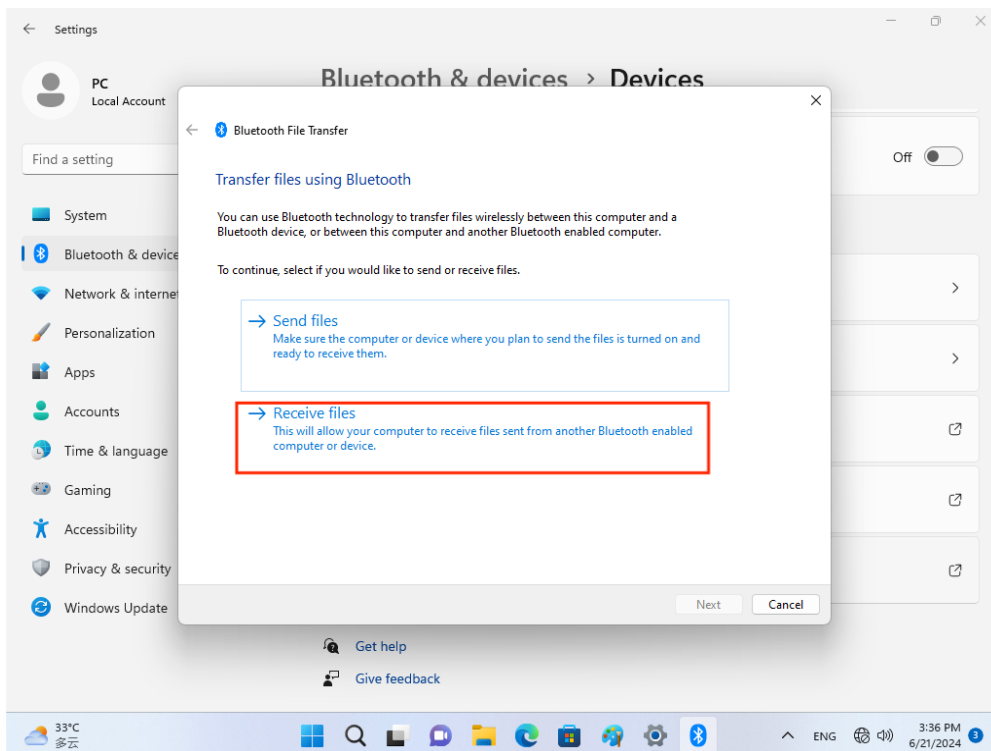 Settings
PC
Local Account
Bluetooth & devices > Devices
Bluetooth File Transfer
Find a setting
Off
Transfer files using Bluetooth
You can use Bluetooth technology to transfer files wirelessly between this computer and a
Bluetooth device, or between this computer and another Bluetooth enabled computer.
To continue, select if you would like to send or receive files.
System
Bluetooth & device
Network & interne
Personalization
Apps
Accounts
Time & language
Gaming
Accessibility
Privacy & security
Windows Update
Send files
Make sure the computer or device where you plan to send the files is turned on and
ready to receive them.
Receive files
This will allow your computer to receive files sent from another Bluetooth enabled
computer or device.
Next
Cancel
Get help
Give feedback
33°C
多云
ENG
3:36 PM
6/21/2024
3